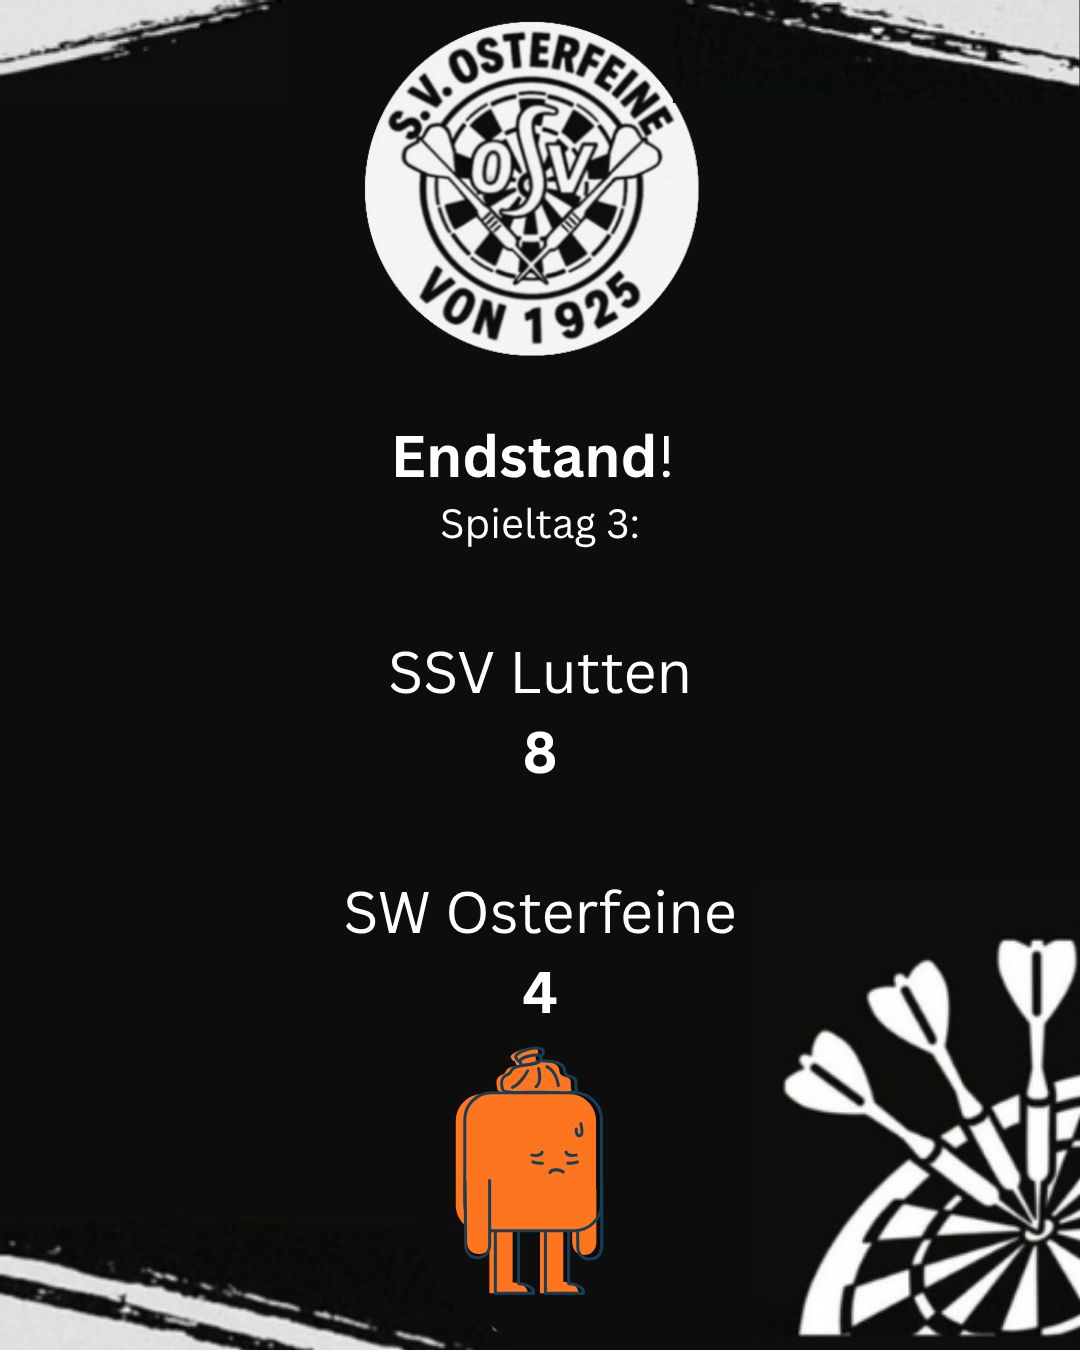 S.V. OSTERFEINE
OSV
VON 1925
Endstand!
Spieltag 3:
SSV Lutten
8
SW Osterfeine
4